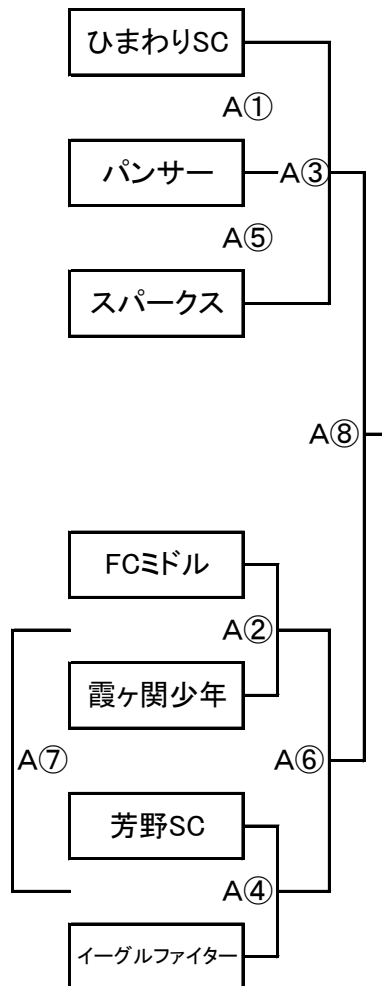 ひまわりSC
A①
パンサー
A③
A⑤
スパークス
A⑧
FCミドル
A②
霞ヶ関少年
A⑦
A⑥
芳野SC
A④
イーグルファイター